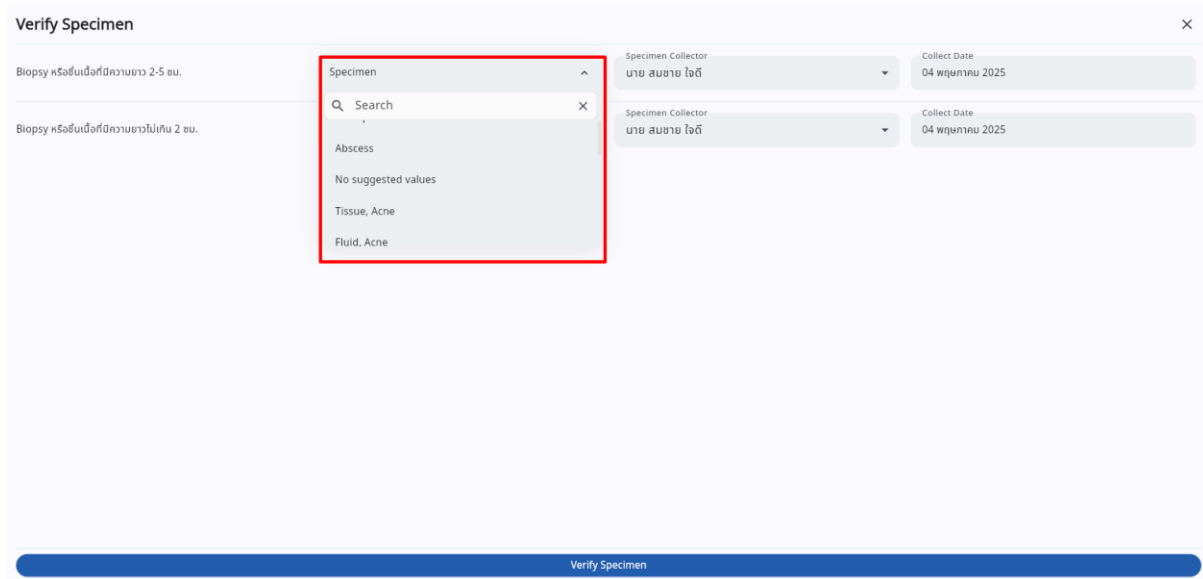 Verify Specimen
Biopsy หรือชิ้นเนื้อที่มีความยาว 2-5 ซม.
Specimen
Specimen Collector
นาย สมชาย ใจดี
Collect Date
04 พฤษภาคม 2025
Search
Abscess
No suggested values
Tissue, Acne
Fluid, Acne
Biopsy หรือชิ้นเนื้อที่มีความยาวไม่เกิน 2 ซม.
Specimen Collector
นาย สมชาย ใจดี
Collect Date
04 พฤษภาคม 2025
Verify Specimen